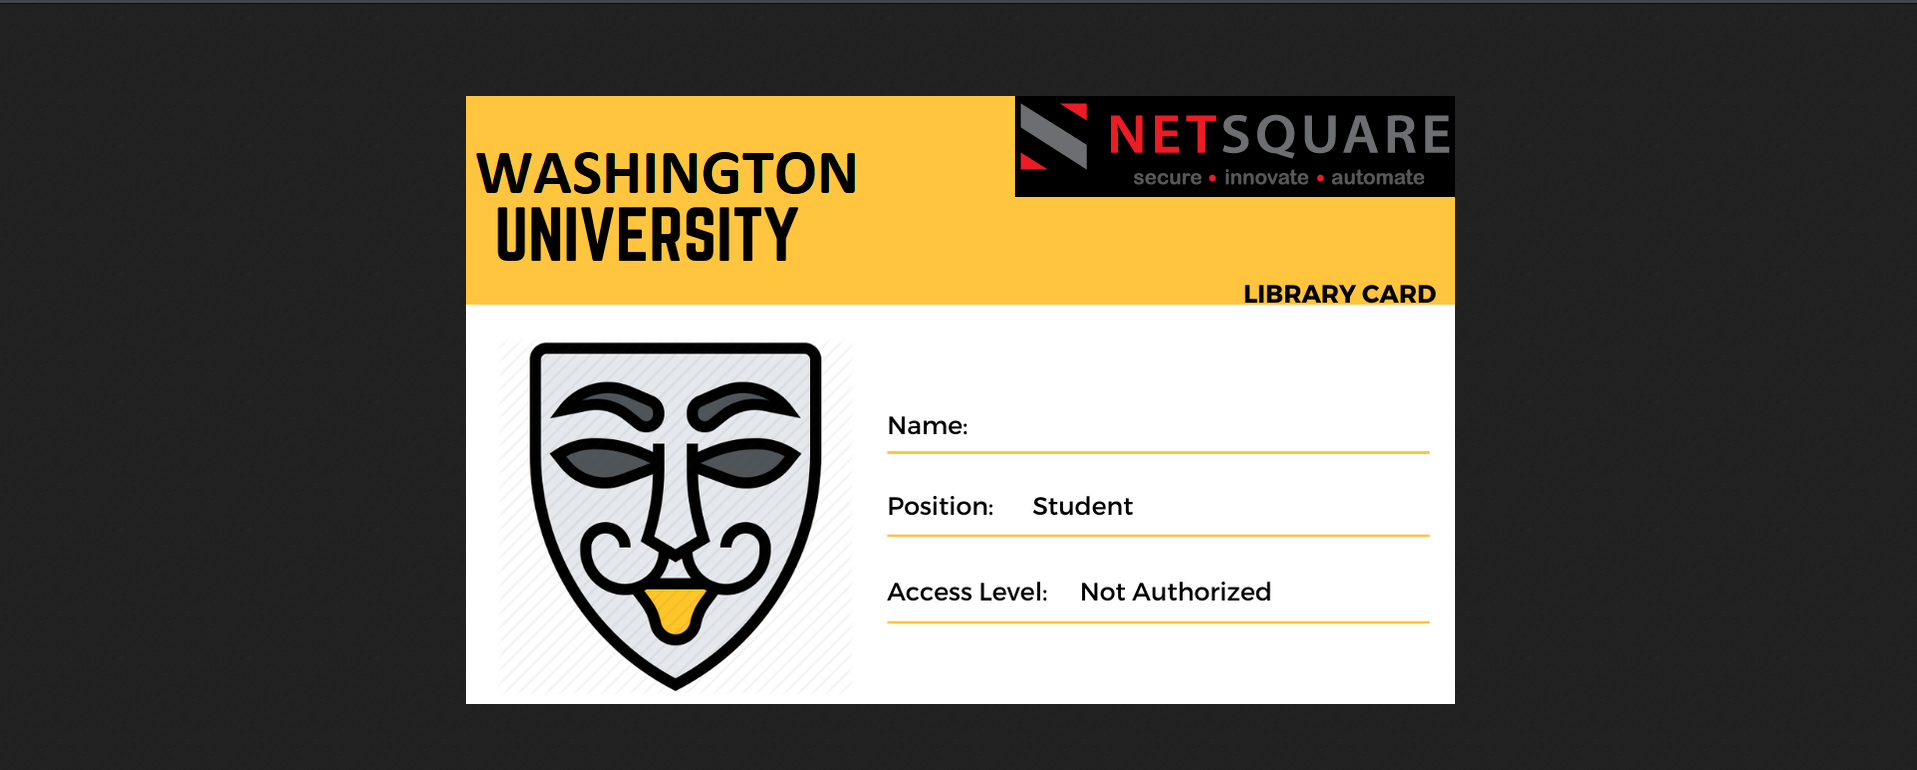 WASHINGTON
UNIVERSITY
NETSQUARE
secure • innovate • automate
LIBRARY CARD
Name:
Position: Student
Access Level: Not Authorized